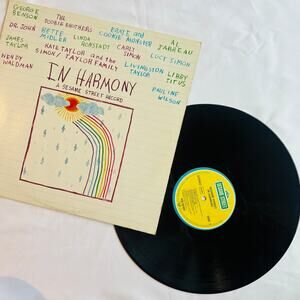 GEORGE BENSON
THE DOOBIE BROTHERS
ERNIE and COOKIE MONSTER
AL JARREAU
DR. JOHN
BETTE MIDLER
LINDA RONSTADT
CARLY SIMON
LUCY SIMON
JAMES TAYLOR
KATE TAYLOR and the SIMON/TAYLOR FAMILY
LIVINGSTON TAYLOR
LIBBY TITUS
WENDY WALDMAN
PAULINE WILSON
IN HARMONY
A SESAME STREET RECORD